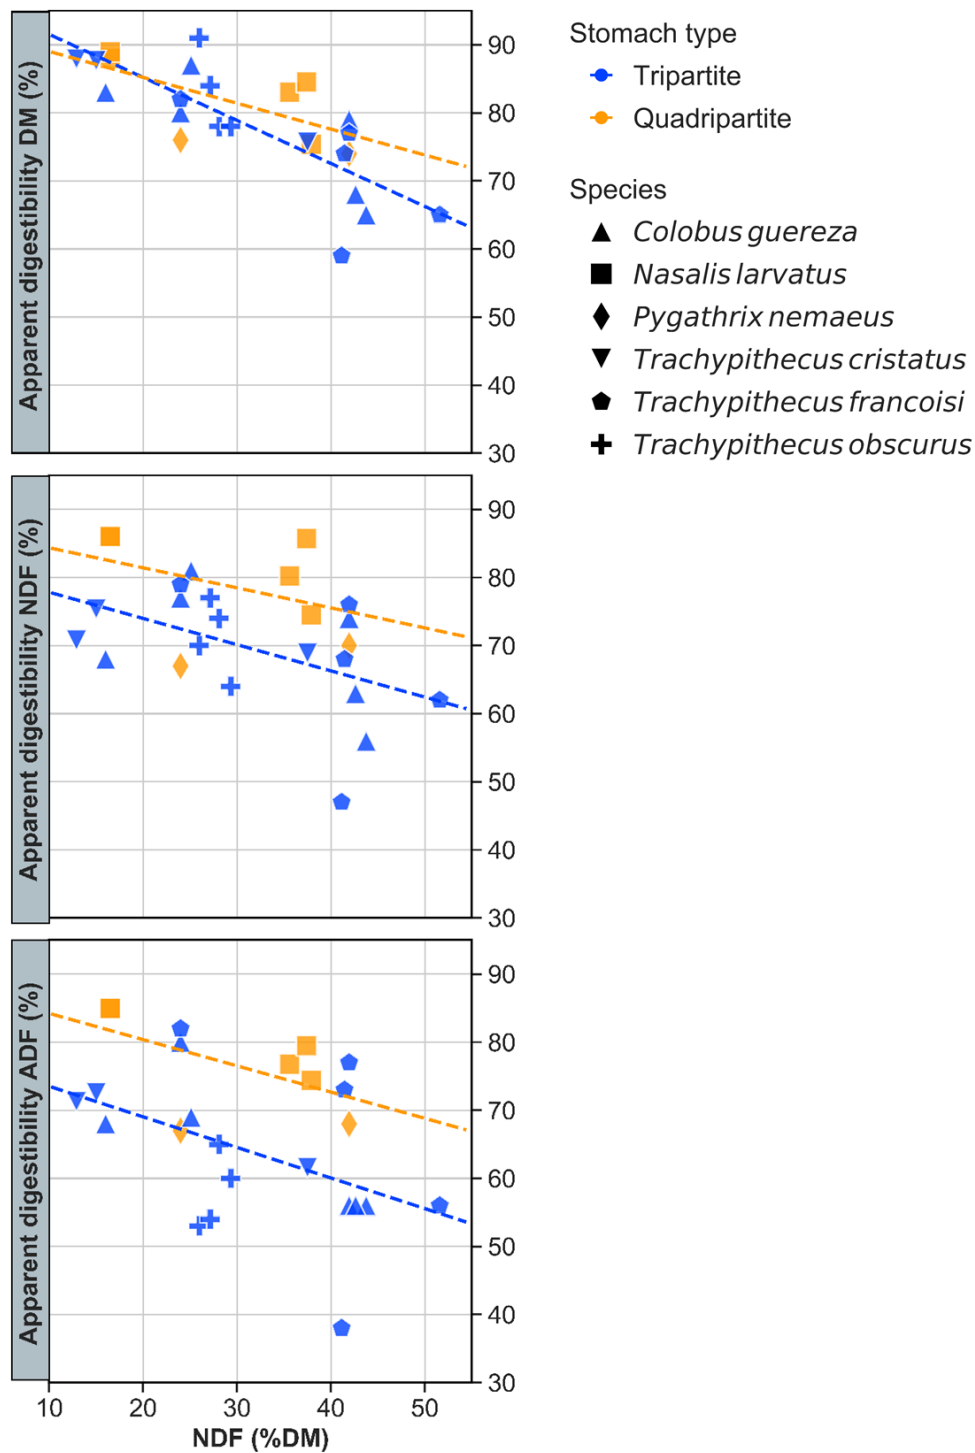 Apparent digestibility DM (%)
90
80
70
60
50
40
30
Stomach type
Tripartite
Quadripartite
Species
Colobus guereza
Nasalis larvatus
Pygathrix nemaeus
Trachypithecus cristatus
Trachypithecus francoisi
Trachypithecus obscurus
Apparent digestibility NDF (%)
90
80
70
60
50
40
30
Apparent digestibility ADF (%)
90
80
70
60
50
40
30
10 20 30 40 50
NDF (%DM)